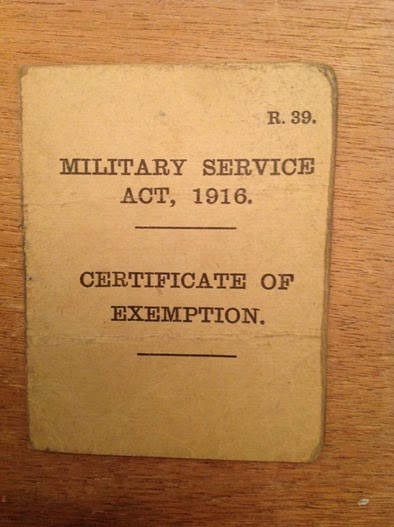 R. 39.
MILITARY SERVICE
ACT, 1916.
CERTIFICATE OF
EXEMPTION.